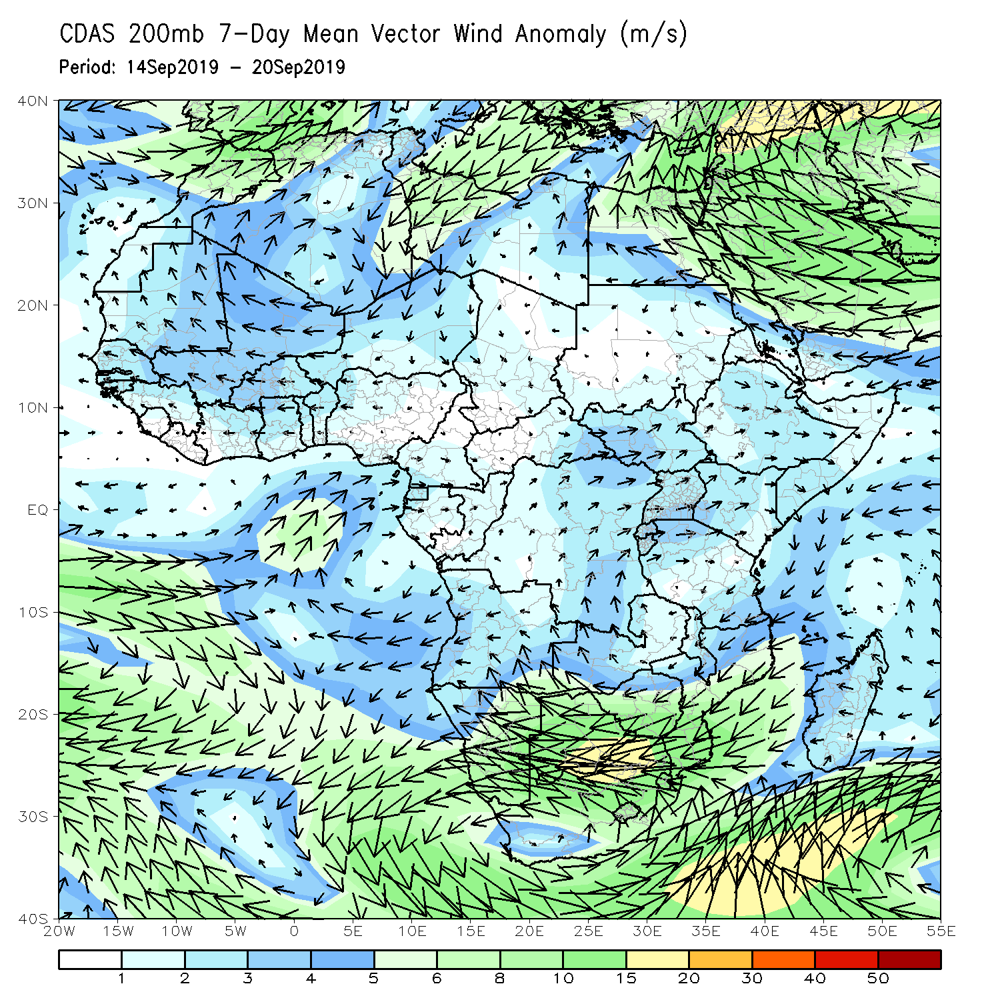 CDAS 200mb 7-Day Mean Vector Wind Anomaly (m/s)
Period: 14Sep2019 - 20Sep2019
40N
30N
20N
10N
EQ
10S
20S
30S
40S
20W 15W 10W 5W 0 5E 10E 15E 20E 25E 30E 35E 40E 45E 50E 55E
1 2 3 4 5 6 8 10 15 20 30 40 50